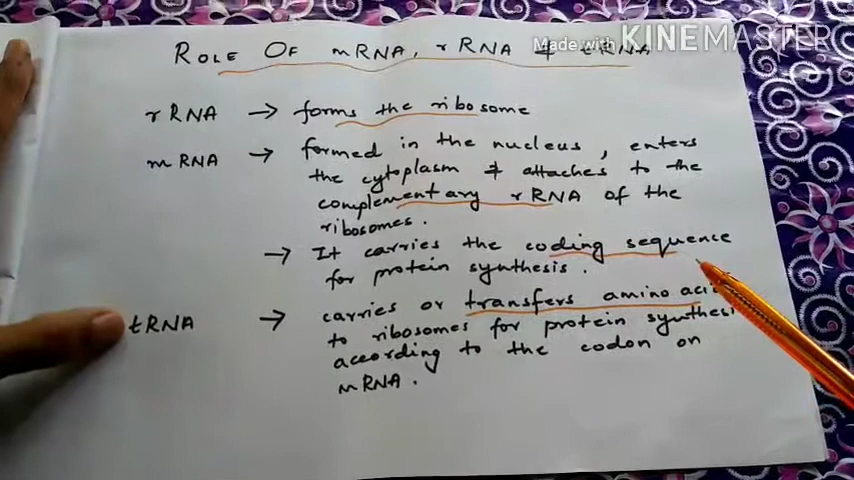 ROLE OF mRNA, rRNA & tRNA
Made with KINEMASTER
rRNA → forms the ribosome
mRNA → formed in the nucleus, enters
the cytoplasm & attaches to the
complementary rRNA of the
ribosomes.
→ It carries the coding sequence
for protein synthesis.
tRNA → carries or transfers amino
to ribosomes for protein
according to the codon on
mRNA.